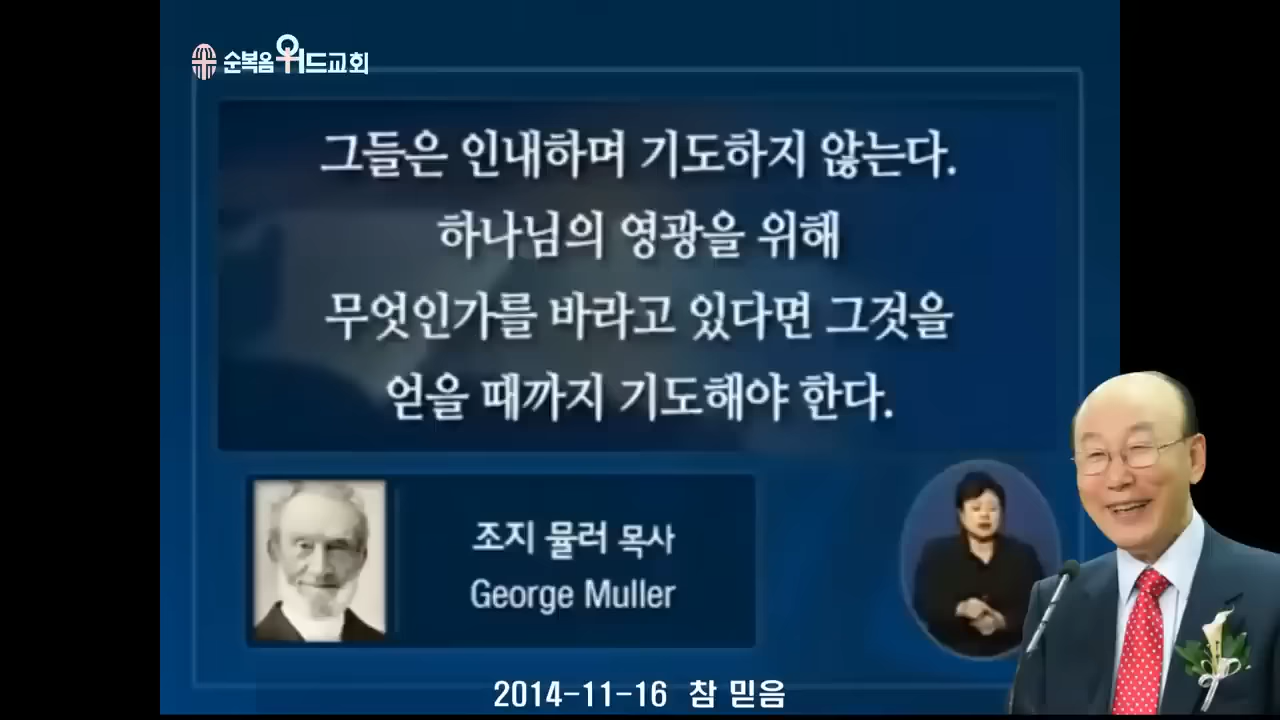 순복음워드교회
그들은 인내하며 기도하지 않는다.
하나님의 영광을 위해
무엇인가를 바라고 있다면 그것을
얻을 때까지 기도해야 한다.
조지 뮬러 목사
George Muller
2014-11-16 참 믿음